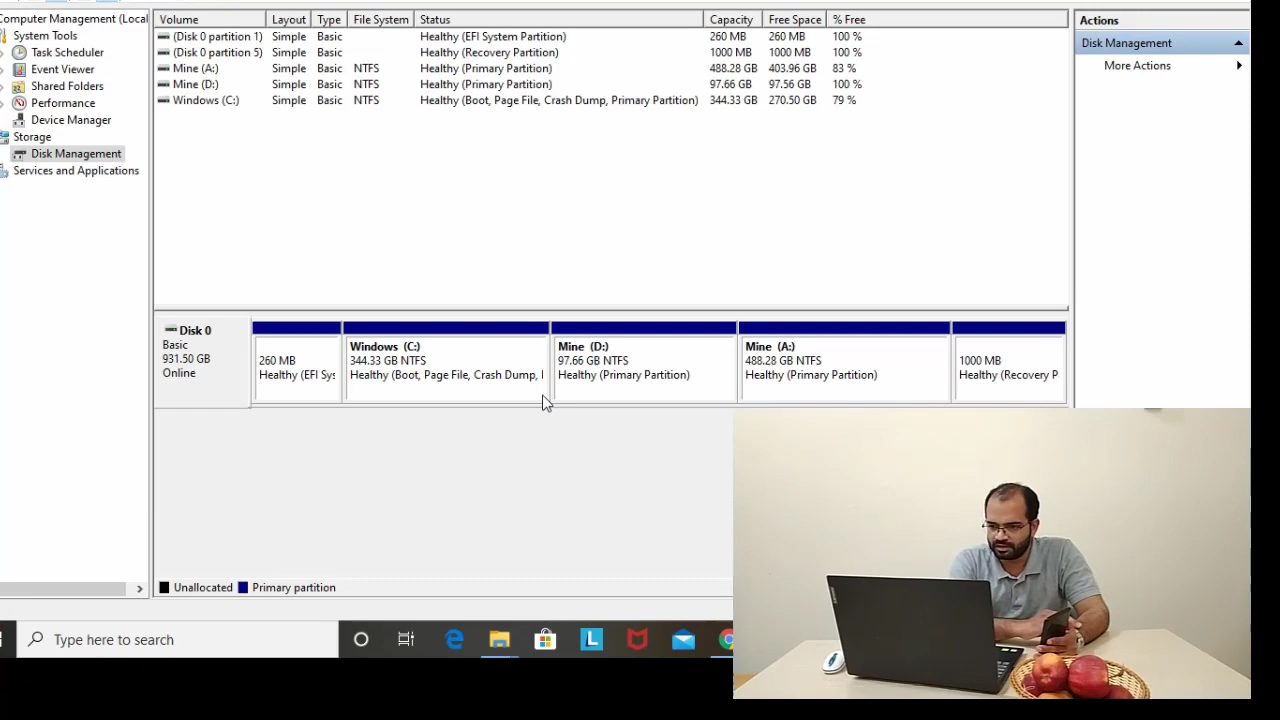 Computer Management (Local
System Tools
Task Scheduler
Event Viewer
Shared Folders
Performance
Device Manager
Storage
Disk Management
Services and Applications
Volume Layout Type File System Status Capacity Free Space % Free
(Disk 0 partition 1) Simple Basic Healthy (EFI System Partition) 260 MB 260 MB 100 %
(Disk 0 partition 5) Simple Basic Healthy (Recovery Partition) 1000 MB 1000 MB 100 %
Mine (A:) Simple Basic NTFS Healthy (Primary Partition) 488.28 GB 403.96 GB 83 %
Mine (D:) Simple Basic NTFS Healthy (Primary Partition) 97.66 GB 97.56 GB 100 %
Windows (C:) Simple Basic NTFS Healthy (Boot, Page File, Crash Dump, Primary Partition) 344.33 GB 270.50 GB 79 %
Actions
Disk Management
More Actions
Disk 0
Basic
931.50 GB
Online
260 MB
Healthy (EFI Sys
Windows (C:)
344.33 GB NTFS
Healthy (Boot, Page File, Crash Dump, I
Mine (D:)
97.66 GB NTFS
Healthy (Primary Partition)
Mine (A:)
488.28 GB NTFS
Healthy (Primary Partition)
1000 MB
Healthy (Recovery P
Unallocated Primary partition
Type here to search
L